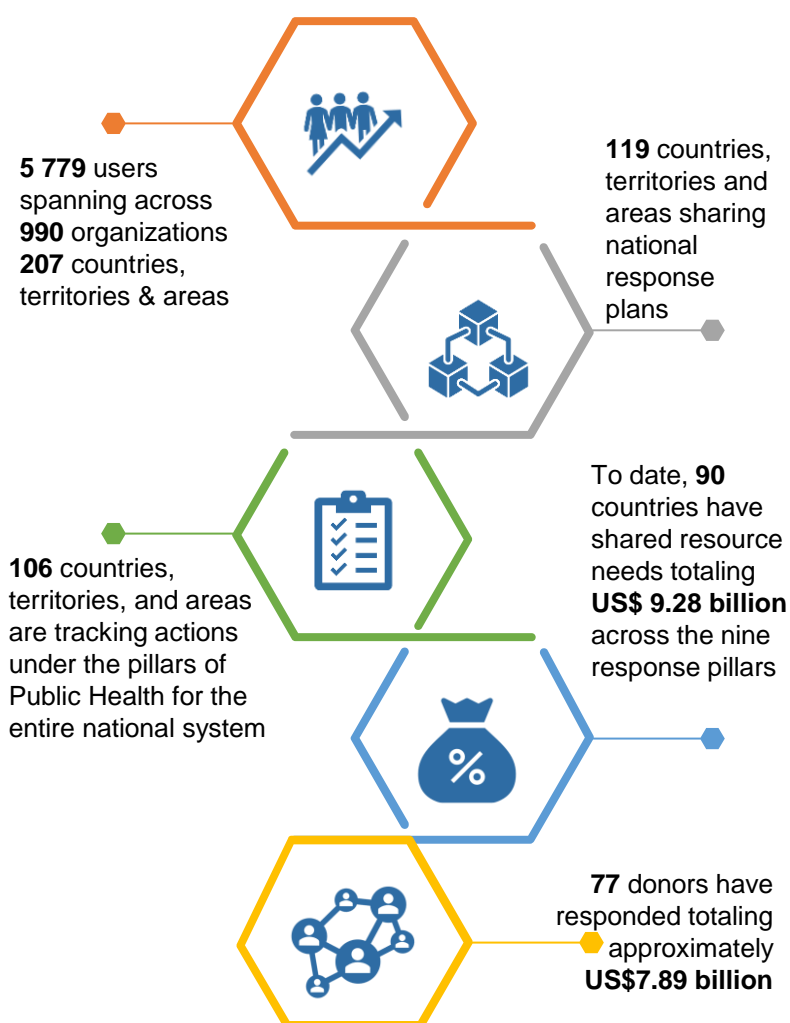 5 779 users
spanning across
990 organizations
207 countries,
territories & areas
119 countries,
territories and
areas sharing
national
response
plans
106 countries,
territories, and areas
are tracking actions
under the pillars of
Public Health for the
entire national system
To date, 90
countries have
shared resource
needs totaling
US$ 9.28 billion
across the nine
response pillars
%
77 donors have
responded totaling
approximately
US$7.89 billion